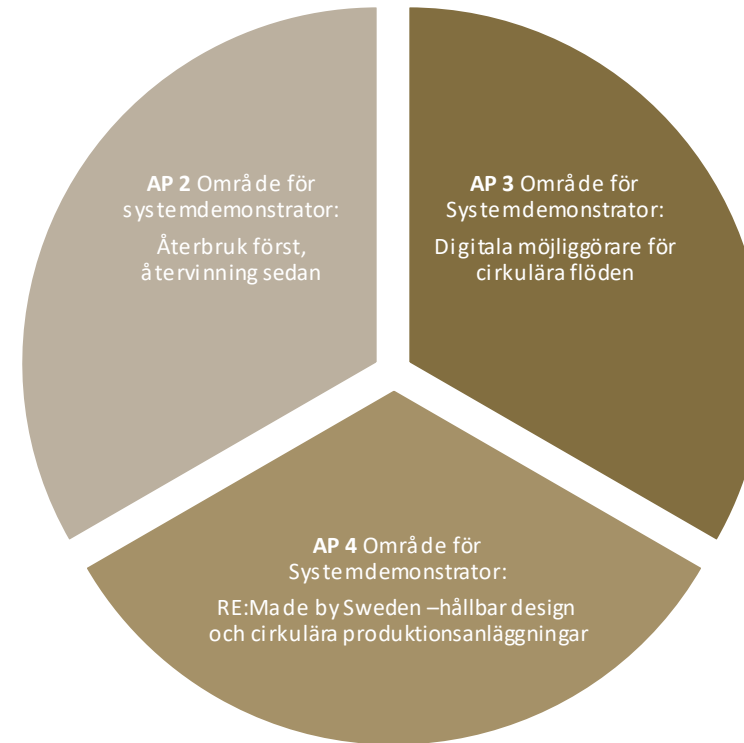 AP 2 Område för
systemdemonstrator:
Återbruk först,
återvinning sedan
AP 3 Område för
Systemdemonstrator:
Digitala möjliggörare för
cirkulära flöden
AP 4 Område för
Systemdemonstrator:
RE:Made by Sweden –hållbar design
och cirkulära produktionsanläggningar